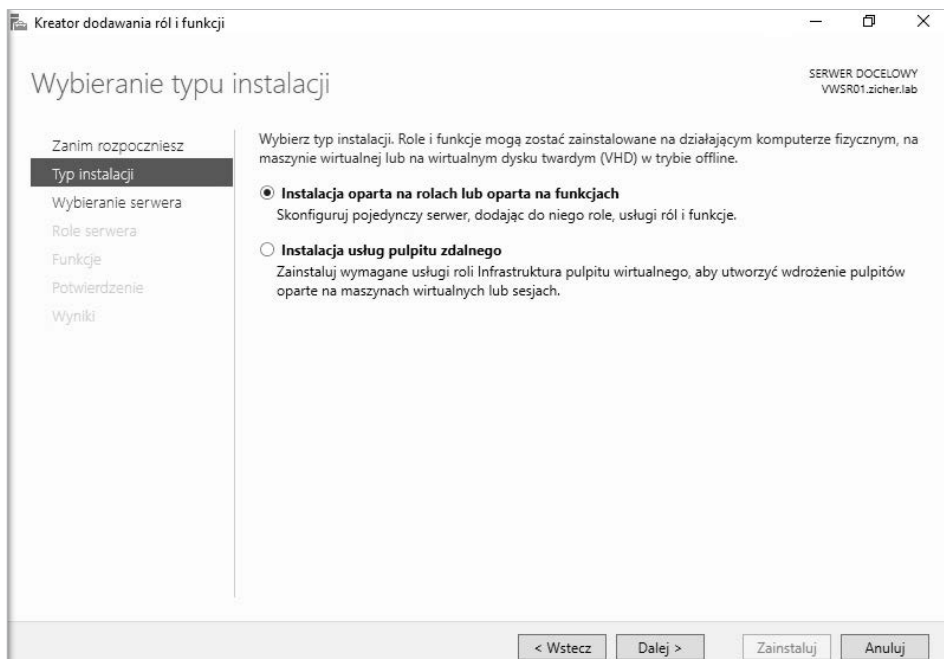 Kreator dodawania ról i funkcji
Wybieranie typu instalacji
SERWER DOCELOWY
VWSR01.zicher.lab
Zanim rozpoczniesz
Typ instalacji
Wybieranie serwera
Role serwera
Funkcje
Potwierdzenie
Wyniki
Wybierz typ instalacji. Role i funkcje mogą zostać zainstalowane na działającym komputerze fizycznym, na
maszynie wirtualnej lub na wirtualnym dysku twardym (VHD) w trybie offline.
Instalacja oparta na rolach lub oparta na funkcjach
Skonfiguruj pojedynczy serwer, dodając do niego role, usługi ról i funkcje.
Instalacja usług pulpitu zdalnego
Zainstaluj wymagane usługi roli Infrastruktura pulpitu wirtualnego, aby utworzyć wdrożenie pulpitów
oparte na maszynach wirtualnych lub sesjach.
< Wstecz
Dalej >
Zainstaluj
Anuluj